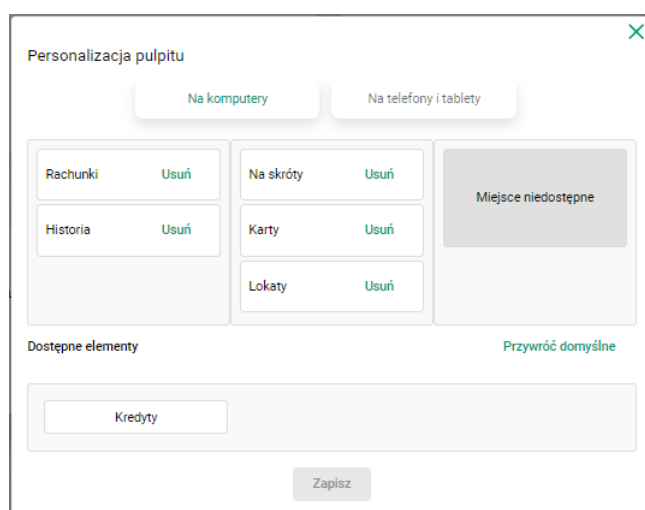 Personalizacja pulpitu
Na komputery
Na telefony i tablety
Rachunki Usuń
Historia Usuń
Na skróty Usuń
Karty Usuń
Lokaty Usuń
Miejsce niedostępne
Dostępne elementy
Przywróć domyślne
Kredyty
Zapisz